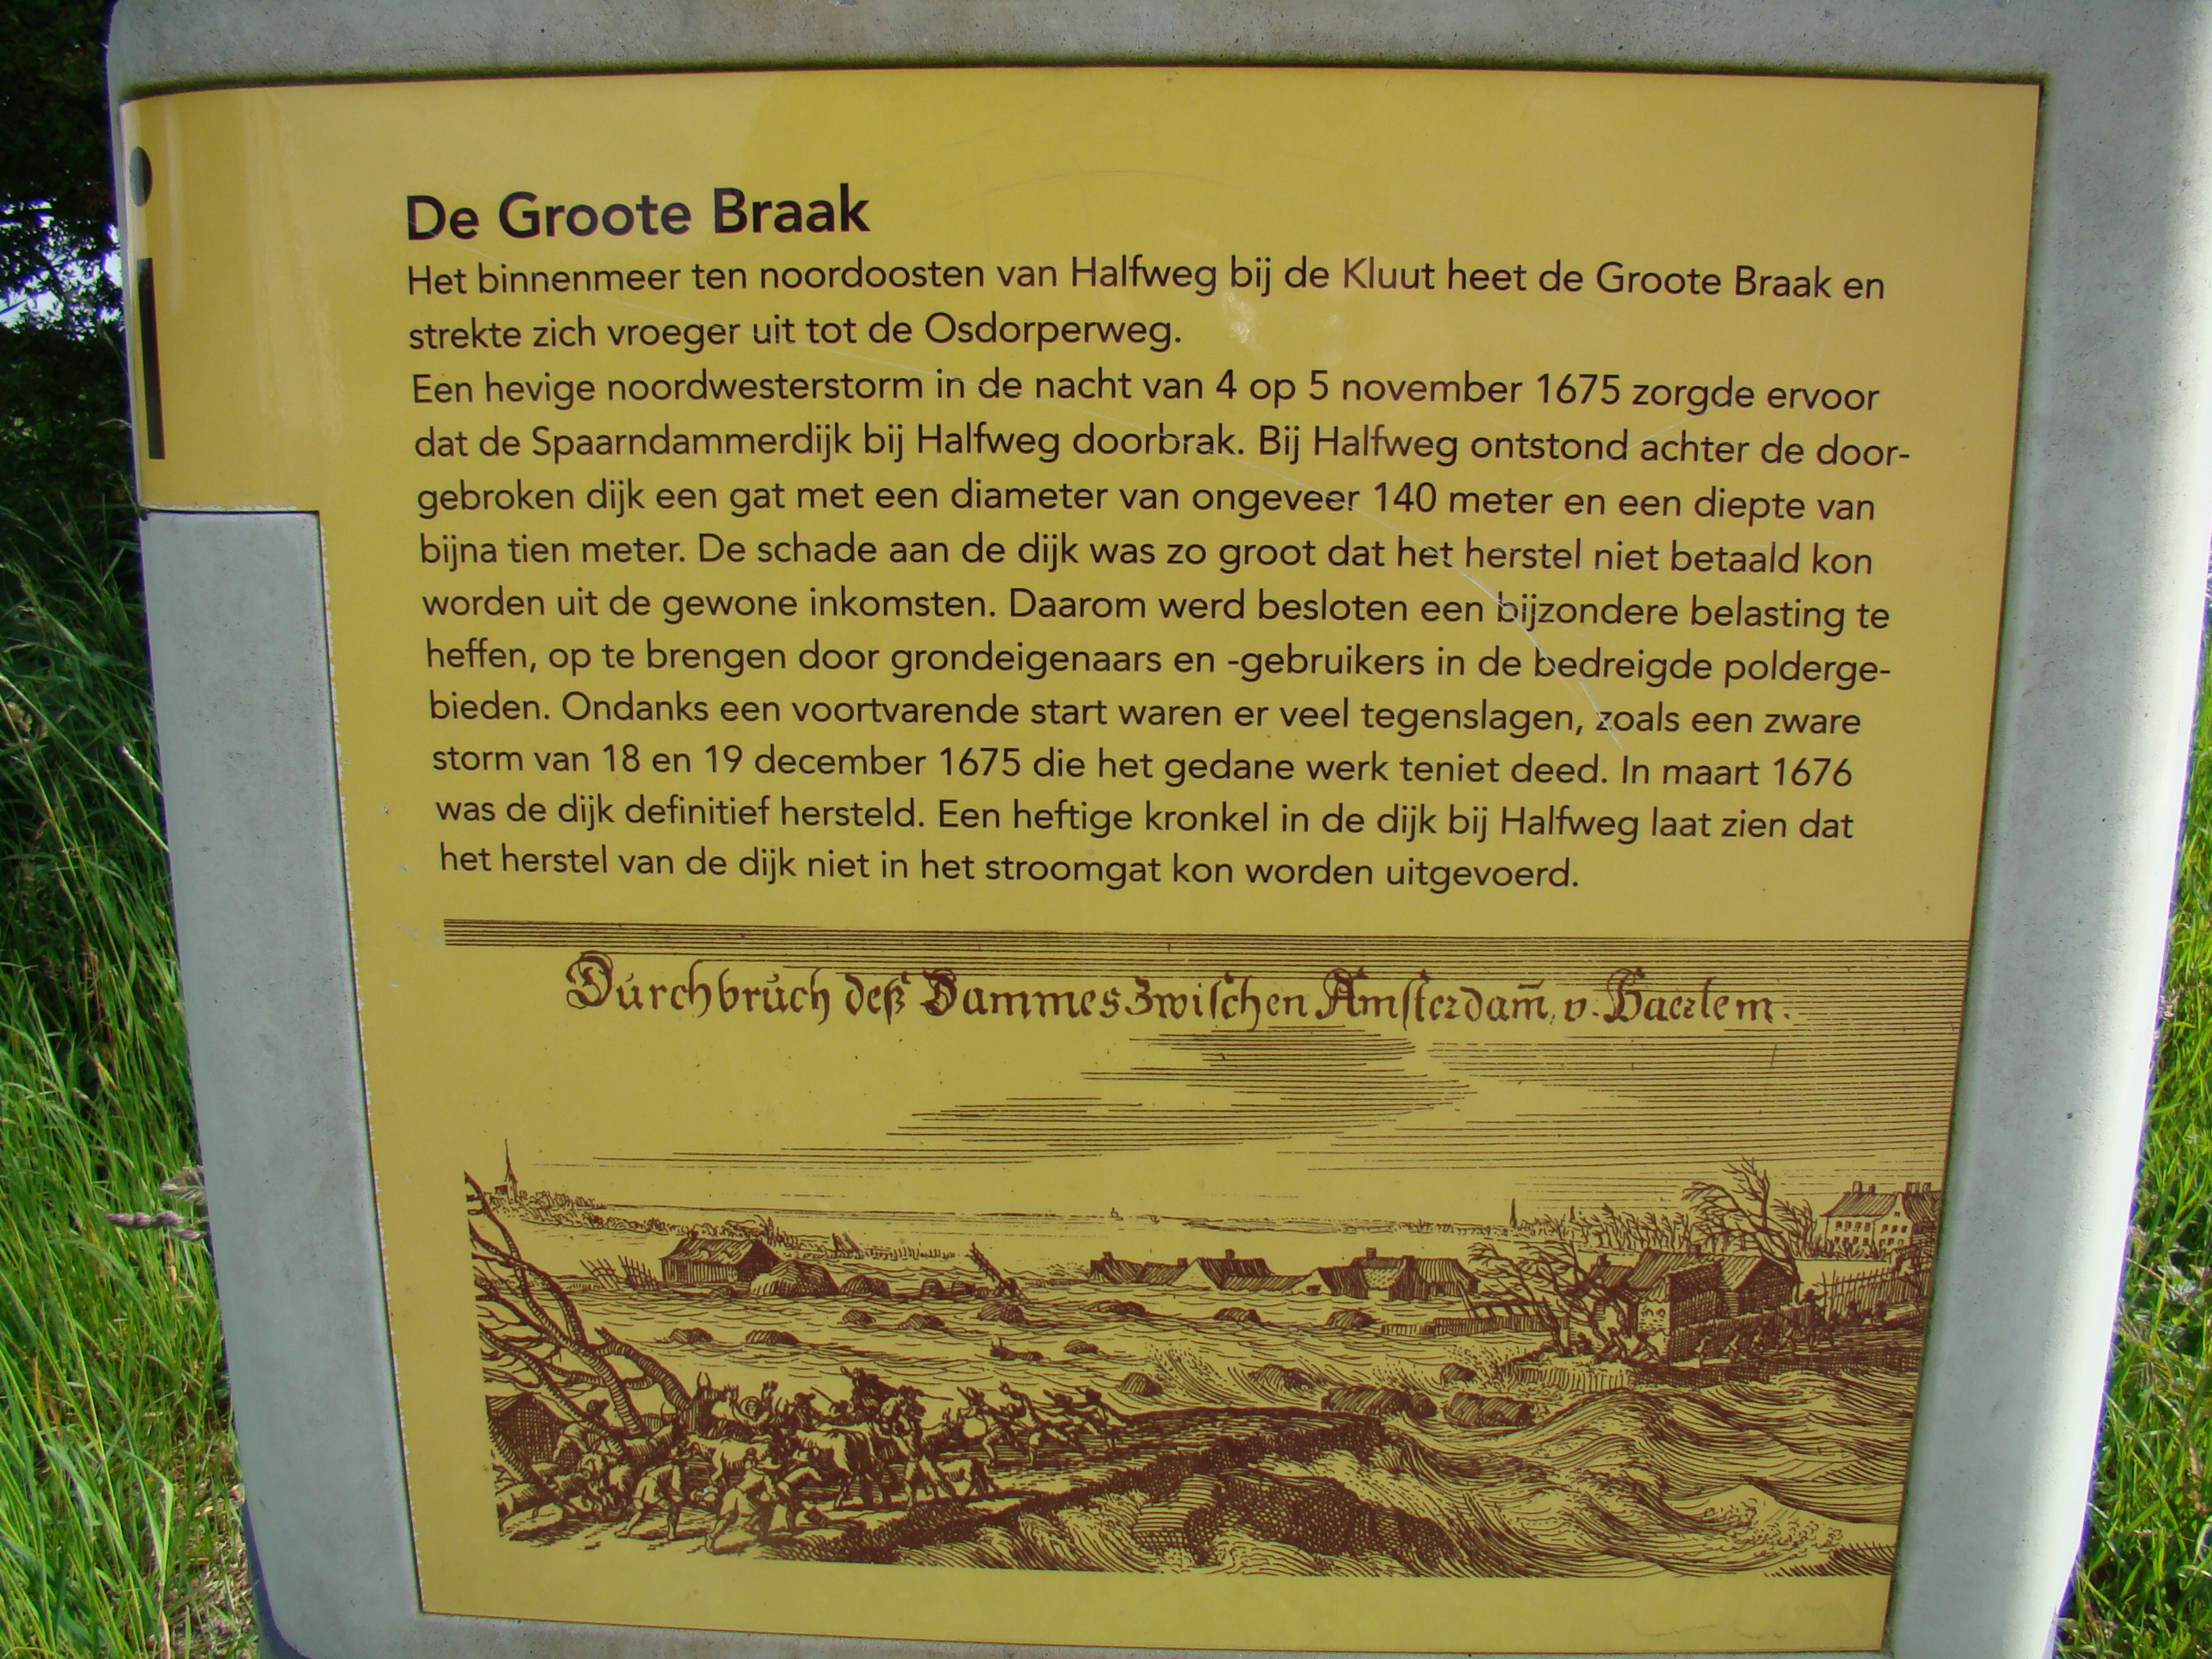 i
De Groote Braak
Het binnenmeer ten noordoosten van Halfweg bij de Kluut heet de Groote Braak en
strekte zich vroeger uit tot de Osdorperweg.
Een hevige noordwesterstorm in de nacht van 4 op 5 november 1675 zorgde ervoor
dat de Spaarndammerdijk bij Halfweg doorbrak. Bij Halfweg ontstond achter de door-
gebroken dijk een gat met een diameter van ongeveer 140 meter en een diepte van
bijna tien meter. De schade aan de dijk was zo groot dat het herstel niet betaald kon
worden uit de gewone inkomsten. Daarom werd besloten een bijzondere belasting te
heffen, op te brengen door grondeigenaars en -gebruikers in de bedreigde polderge-
bieden. Ondanks een voortvarende start waren er veel tegenslagen, zoals een zware
storm van 18 en 19 december 1675 die het gedane werk teniet deed. In maart 1676
was de dijk definitief hersteld. Een heftige kronkel in de dijk bij Halfweg laat zien dat
het herstel van de dijk niet in het stroomgat kon worden uitgevoerd.
Durchbruch deß Dammes Zwischen Amsterdam̄, v. Haerlem.